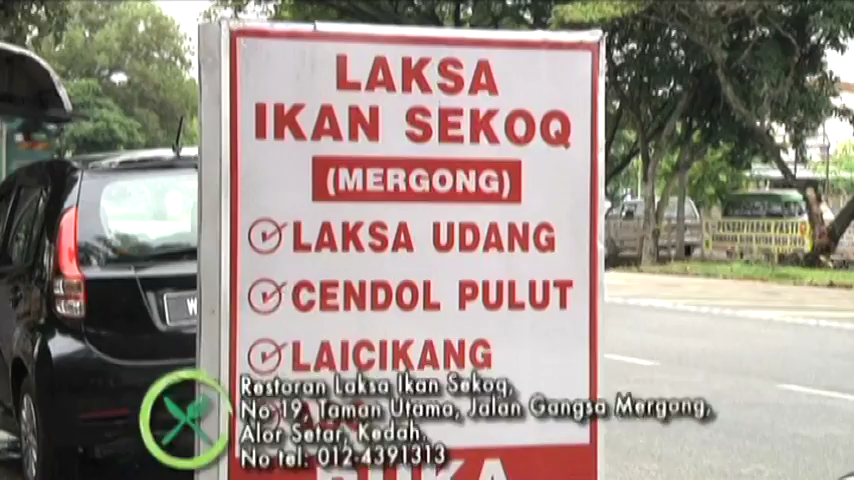 LAKSA
IKAN SEKOQ
(MERGONG)
LAKSA UDANG
CENDOL PULUT
LAICIKANG
Restoran Laksa Ikan Sekoq,
No 19, Taman Utama, Jalan Gangsa Mergong,
Alor Setar, Kedah.
No tel: 012-4391313
BUKA